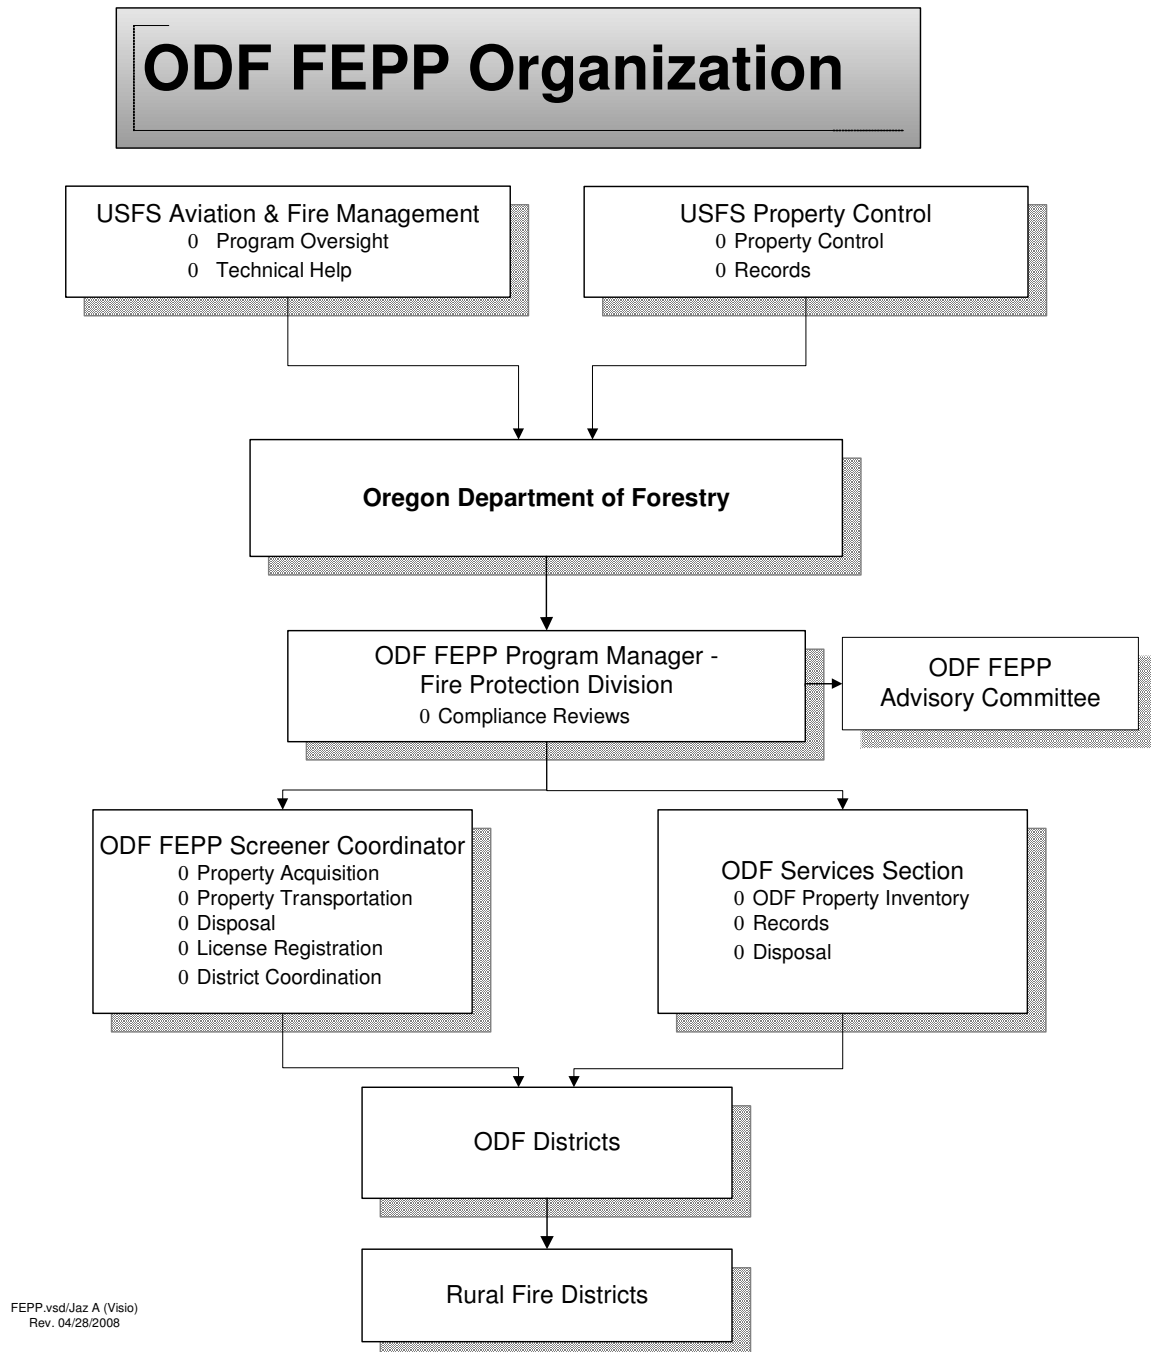 ODF FEPP Organization
USFS Aviation & Fire Management
0 Program Oversight
0 Technical Help
USFS Property Control
0 Property Control
0 Records
Oregon Department of Forestry
ODF FEPP Program Manager -
Fire Protection Division
0 Compliance Reviews
ODF FEPP
Advisory Committee
ODF FEPP Screener Coordinator
0 Property Acquisition
0 Property Transportation
0 Disposal
0 License Registration
0 District Coordination
ODF Services Section
0 ODF Property Inventory
0 Records
0 Disposal
ODF Districts
Rural Fire Districts
FEPP.vsd/Jaz A (Visio)
Rev. 04/28/2008